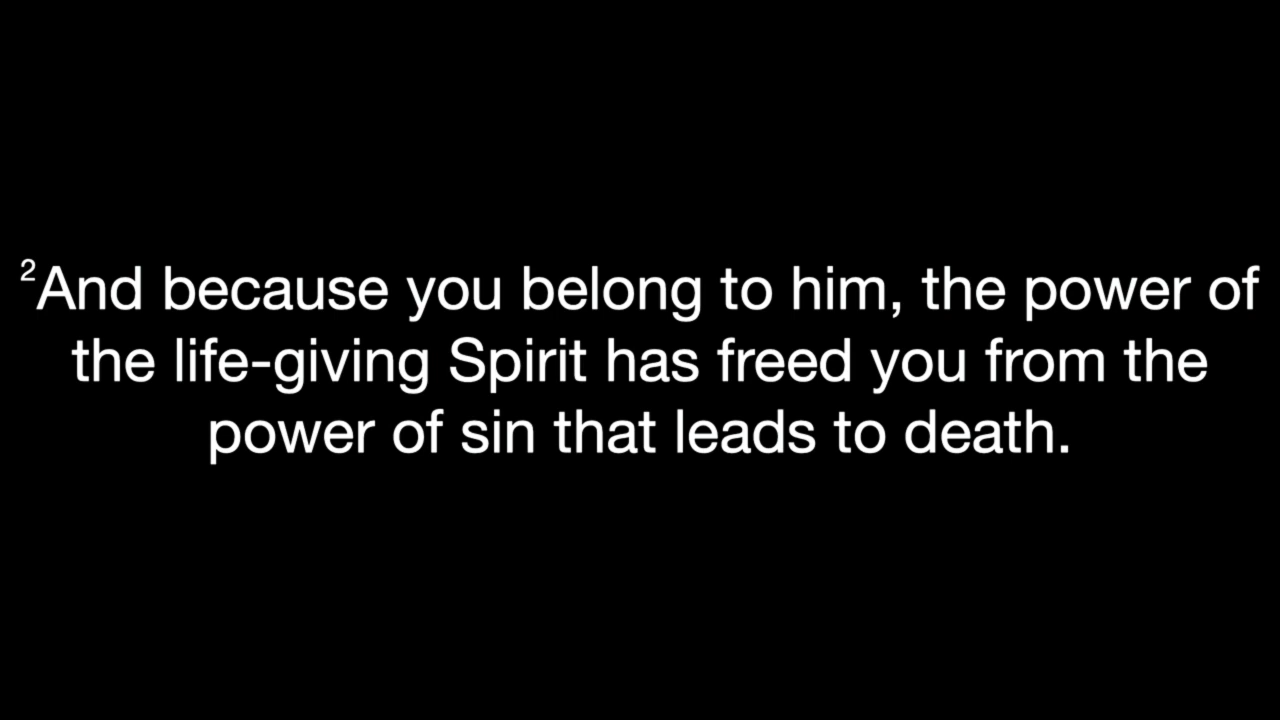 ²And because you belong to him, the power of
the life-giving Spirit has freed you from the
power of sin that leads to death.